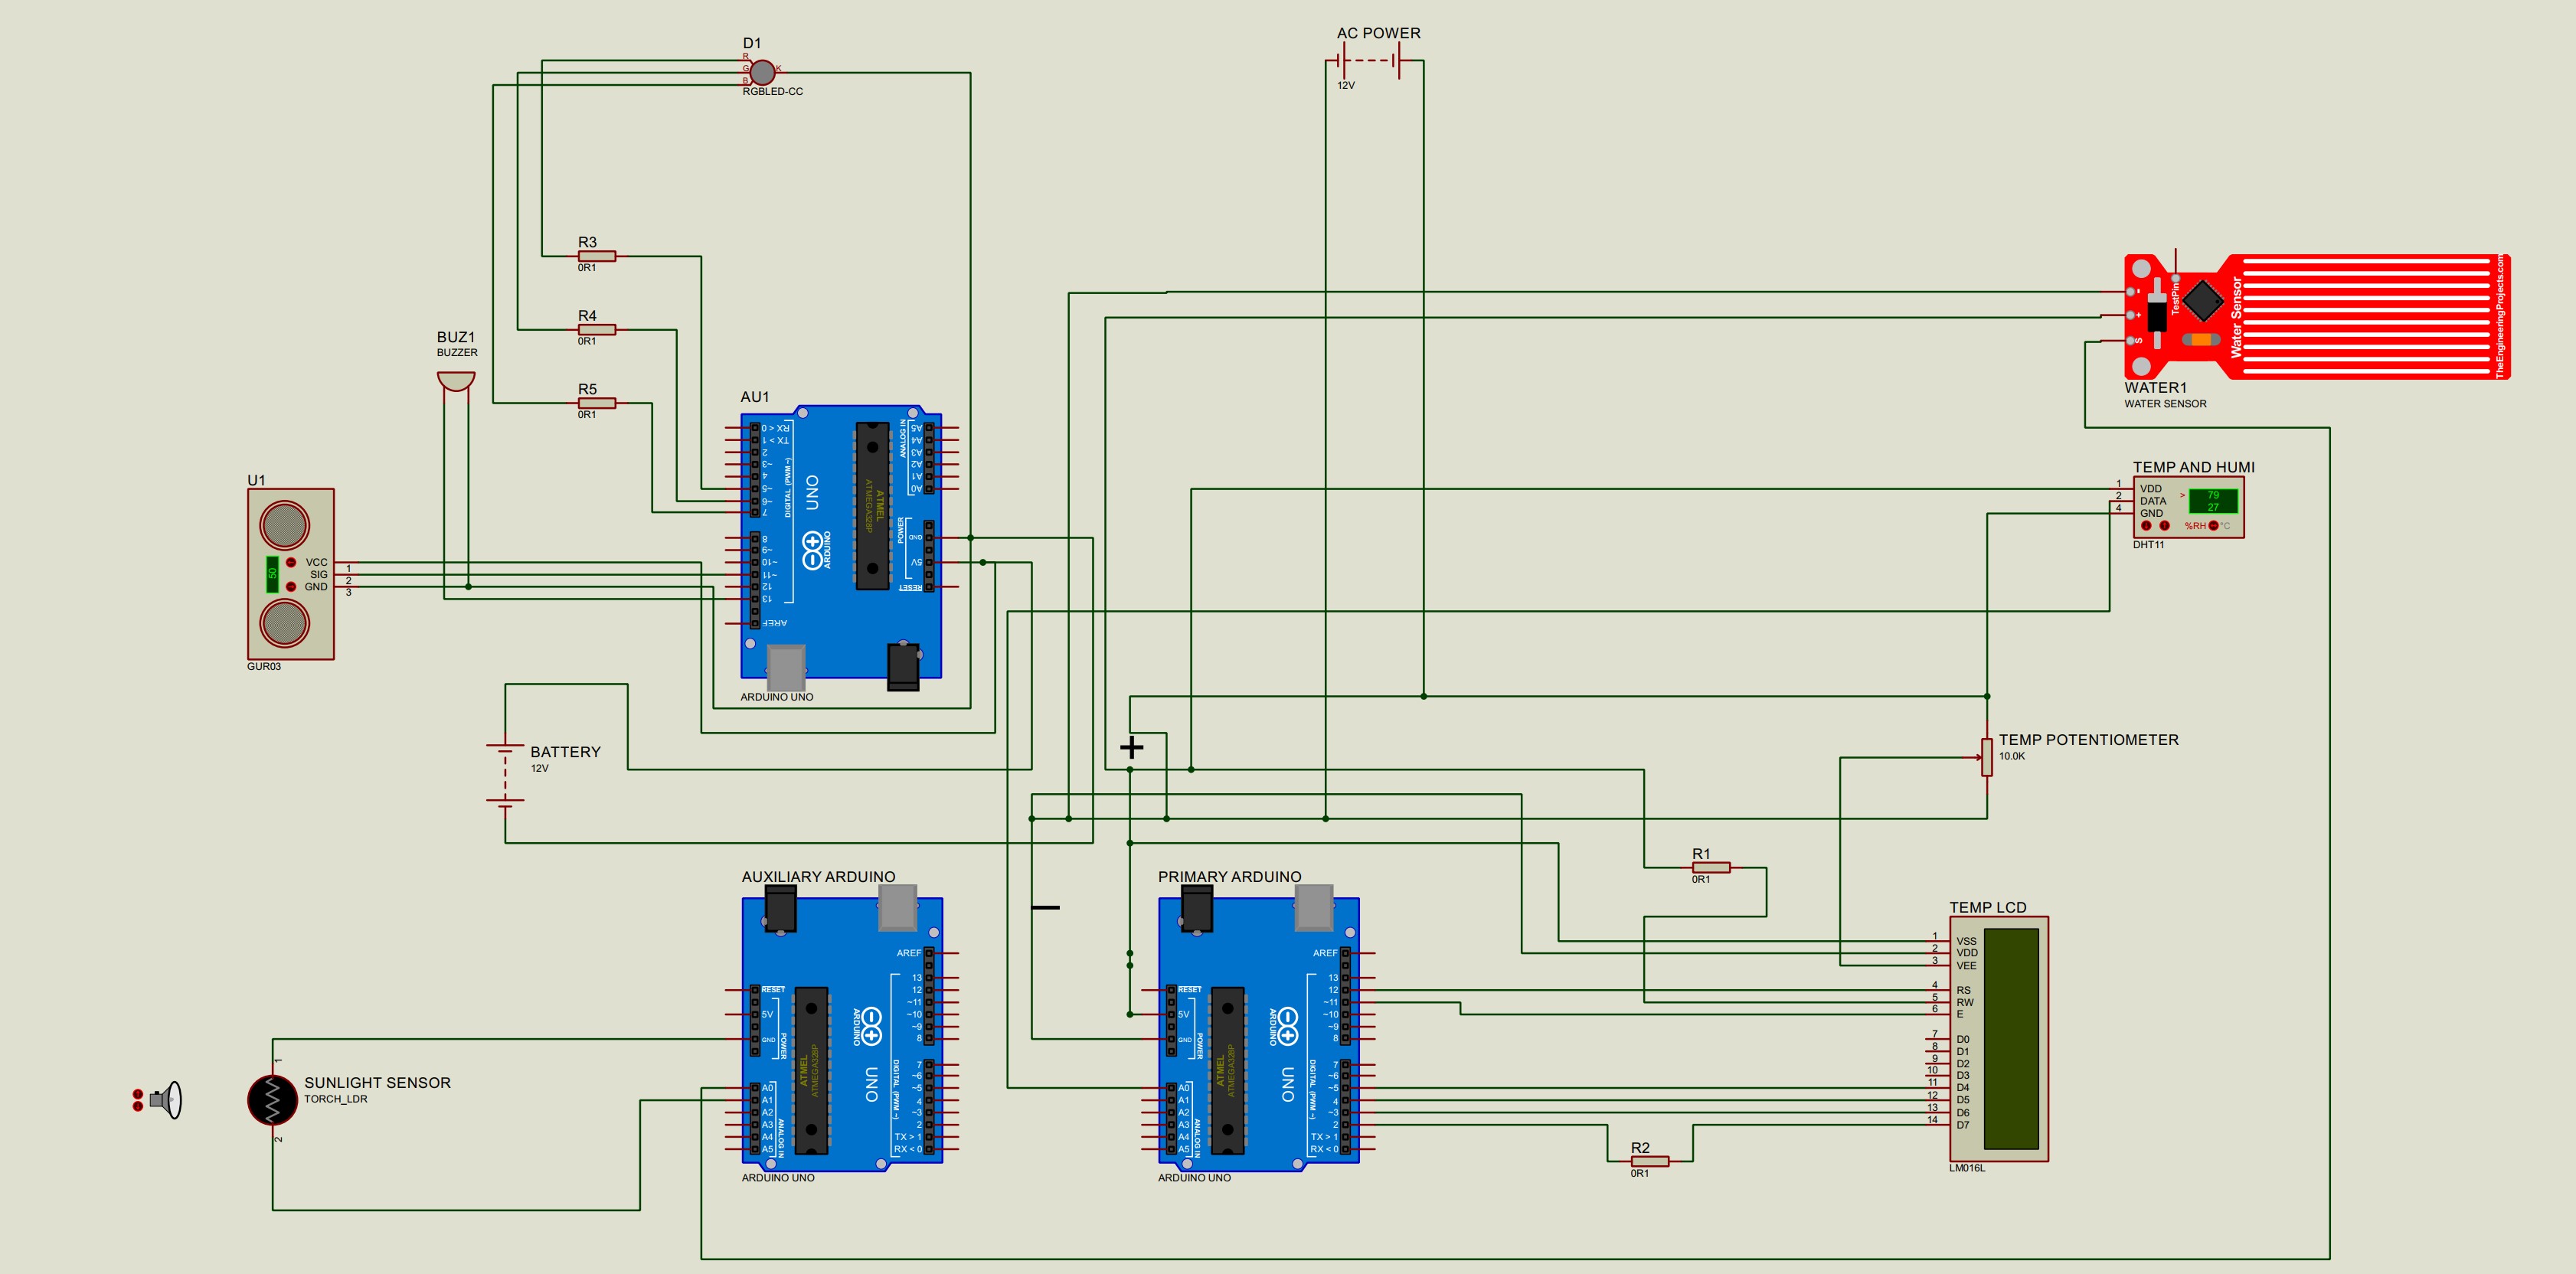 D1
R
G
B
K
RGBLED-CC
AC POWER
12V
R3
0R1
R4
0R1
R5
0R1
BUZ1
BUZZER
AU1
RX < 0
TX > 1
2
~3
4
~5
~6
7
8
~9
~10
~11
12
13
AREF
DIGITAL (PWM ~)
UNO
ARDUINO
ATMEL
ATMEGA328P
ANALOG IN
A5
A4
A3
A2
A1
A0
POWER
GND
5V
RESET
ARDUINO UNO
U1
50
VCC
SIG
GND
1
2
3
GUR03
BATTERY
12V
-
+
S
TestPin
Water Sensor
TheEngineeringProjects.com
WATER1
WATER SENSOR
TEMP AND HUMI
1
2
4
VDD
DATA
GND
>
79
27
%RH
°C
DHT11
TEMP POTENTIOMETER
10.0K
+
R1
0R1
AUXILIARY ARDUINO
AREF
13
12
~11
~10
~9
8
7
~6
~5
4
~3
2
TX > 1
RX < 0
RESET
5V
GND
POWER
A0
A1
A2
A3
A4
A5
ANALOG IN
ATMEL
ATMEGA328P
ARDUINO
UNO
DIGITAL (PWM ~)
ARDUINO UNO
PRIMARY ARDUINO
AREF
13
12
~11
~10
~9
8
7
~6
~5
4
~3
2
TX > 1
RX < 0
RESET
5V
GND
POWER
A0
A1
A2
A3
A4
A5
ANALOG IN
ATMEL
ATMEGA328P
ARDUINO
UNO
DIGITAL (PWM ~)
ARDUINO UNO
SUNLIGHT SENSOR
TORCH_LDR
1
2
R2
0R1
TEMP LCD
1 VSS
2 VDD
3 VEE
4 RS
5 RW
6 E
7 D0
8 D1
9 D2
10 D3
11 D4
12 D5
13 D6
14 D7
LM016L